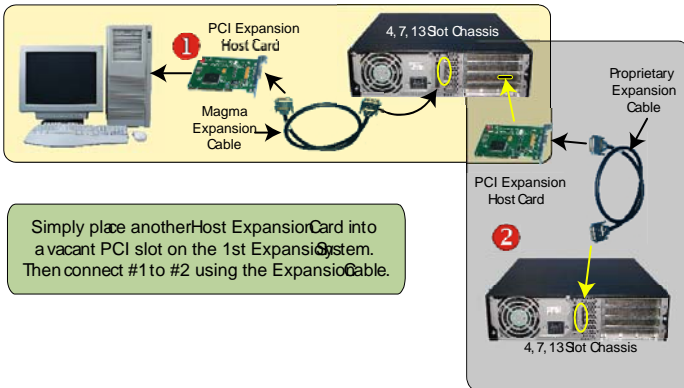 1
PCI Expansion
Host Card
4, 7, 13 Slot Chassis
Magma
Expansion
Cable
Proprietary
Expansion
Cable
PCI Expansion
Host Card
2
4, 7, 13 Slot Chassis
Simply place another Host Expansion Card into
a vacant PCI slot on the 1st Expansion System.
Then connect #1 to #2 using the Expansion Cable.